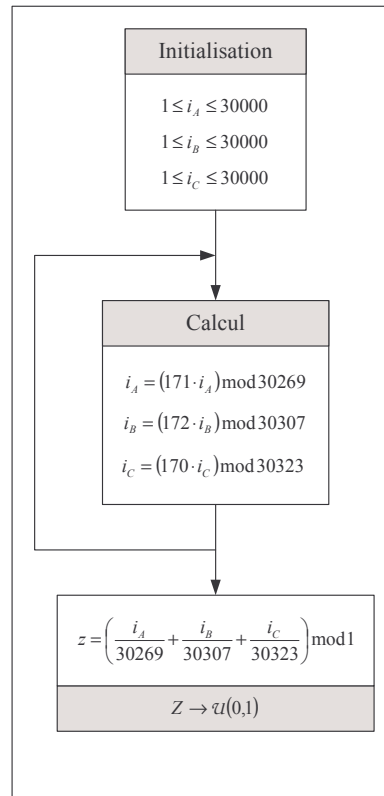 Initialisation
1 ≤ i_A ≤ 30000
1 ≤ i_B ≤ 30000
1 ≤ i_C ≤ 30000
Calcul
i_A = (171 · i_A) mod 30269
i_B = (172 · i_B) mod 30307
i_C = (170 · i_C) mod 30323
z = (i_A/30269 + i_B/30307 + i_C/30323) mod 1
Z → 𝒰(0,1)